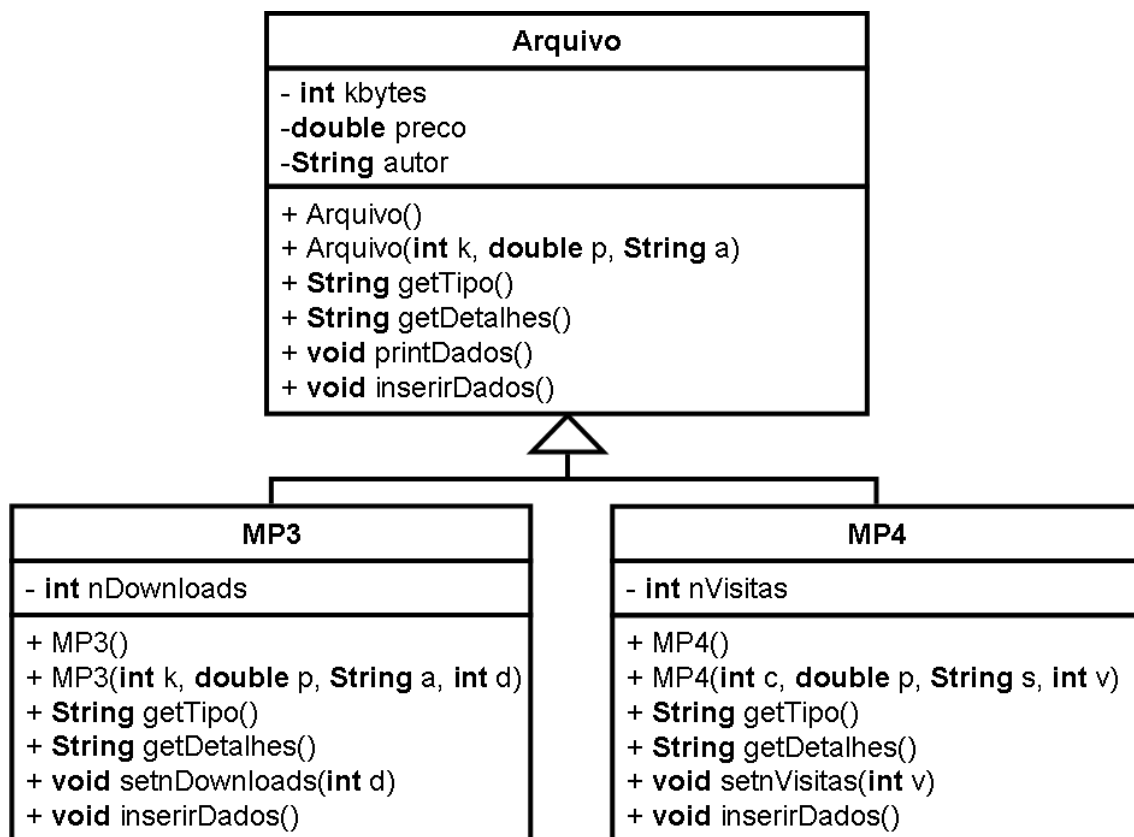 Arquivo
- int kbytes
-double preco
-String autor
+ Arquivo()
+ Arquivo(int k, double p, String a)
+ String getTipo()
+ String getDetalhes()
+ void printDados()
+ void inserirDados()
MP3
- int nDownloads
+ MP3()
+ MP3(int k, double p, String a, int d)
+ String getTipo()
+ String getDetalhes()
+ void setnDownloads(int d)
+ void inserirDados()
MP4
- int nVisitas
+ MP4()
+ MP4(int c, double p, String s, int v)
+ String getTipo()
+ String getDetalhes()
+ void setnVisitas(int v)
+ void inserirDados()